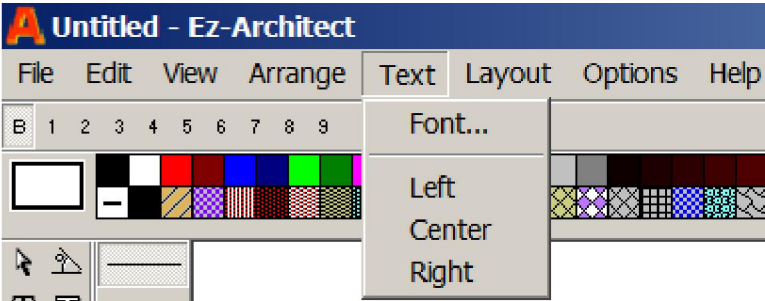 Untitled - Ez-Architect
File Edit View Arrange Text Layout Options Help
B 1 2 3 4 5 6 7 8 9
Font...
Left
Center
Right